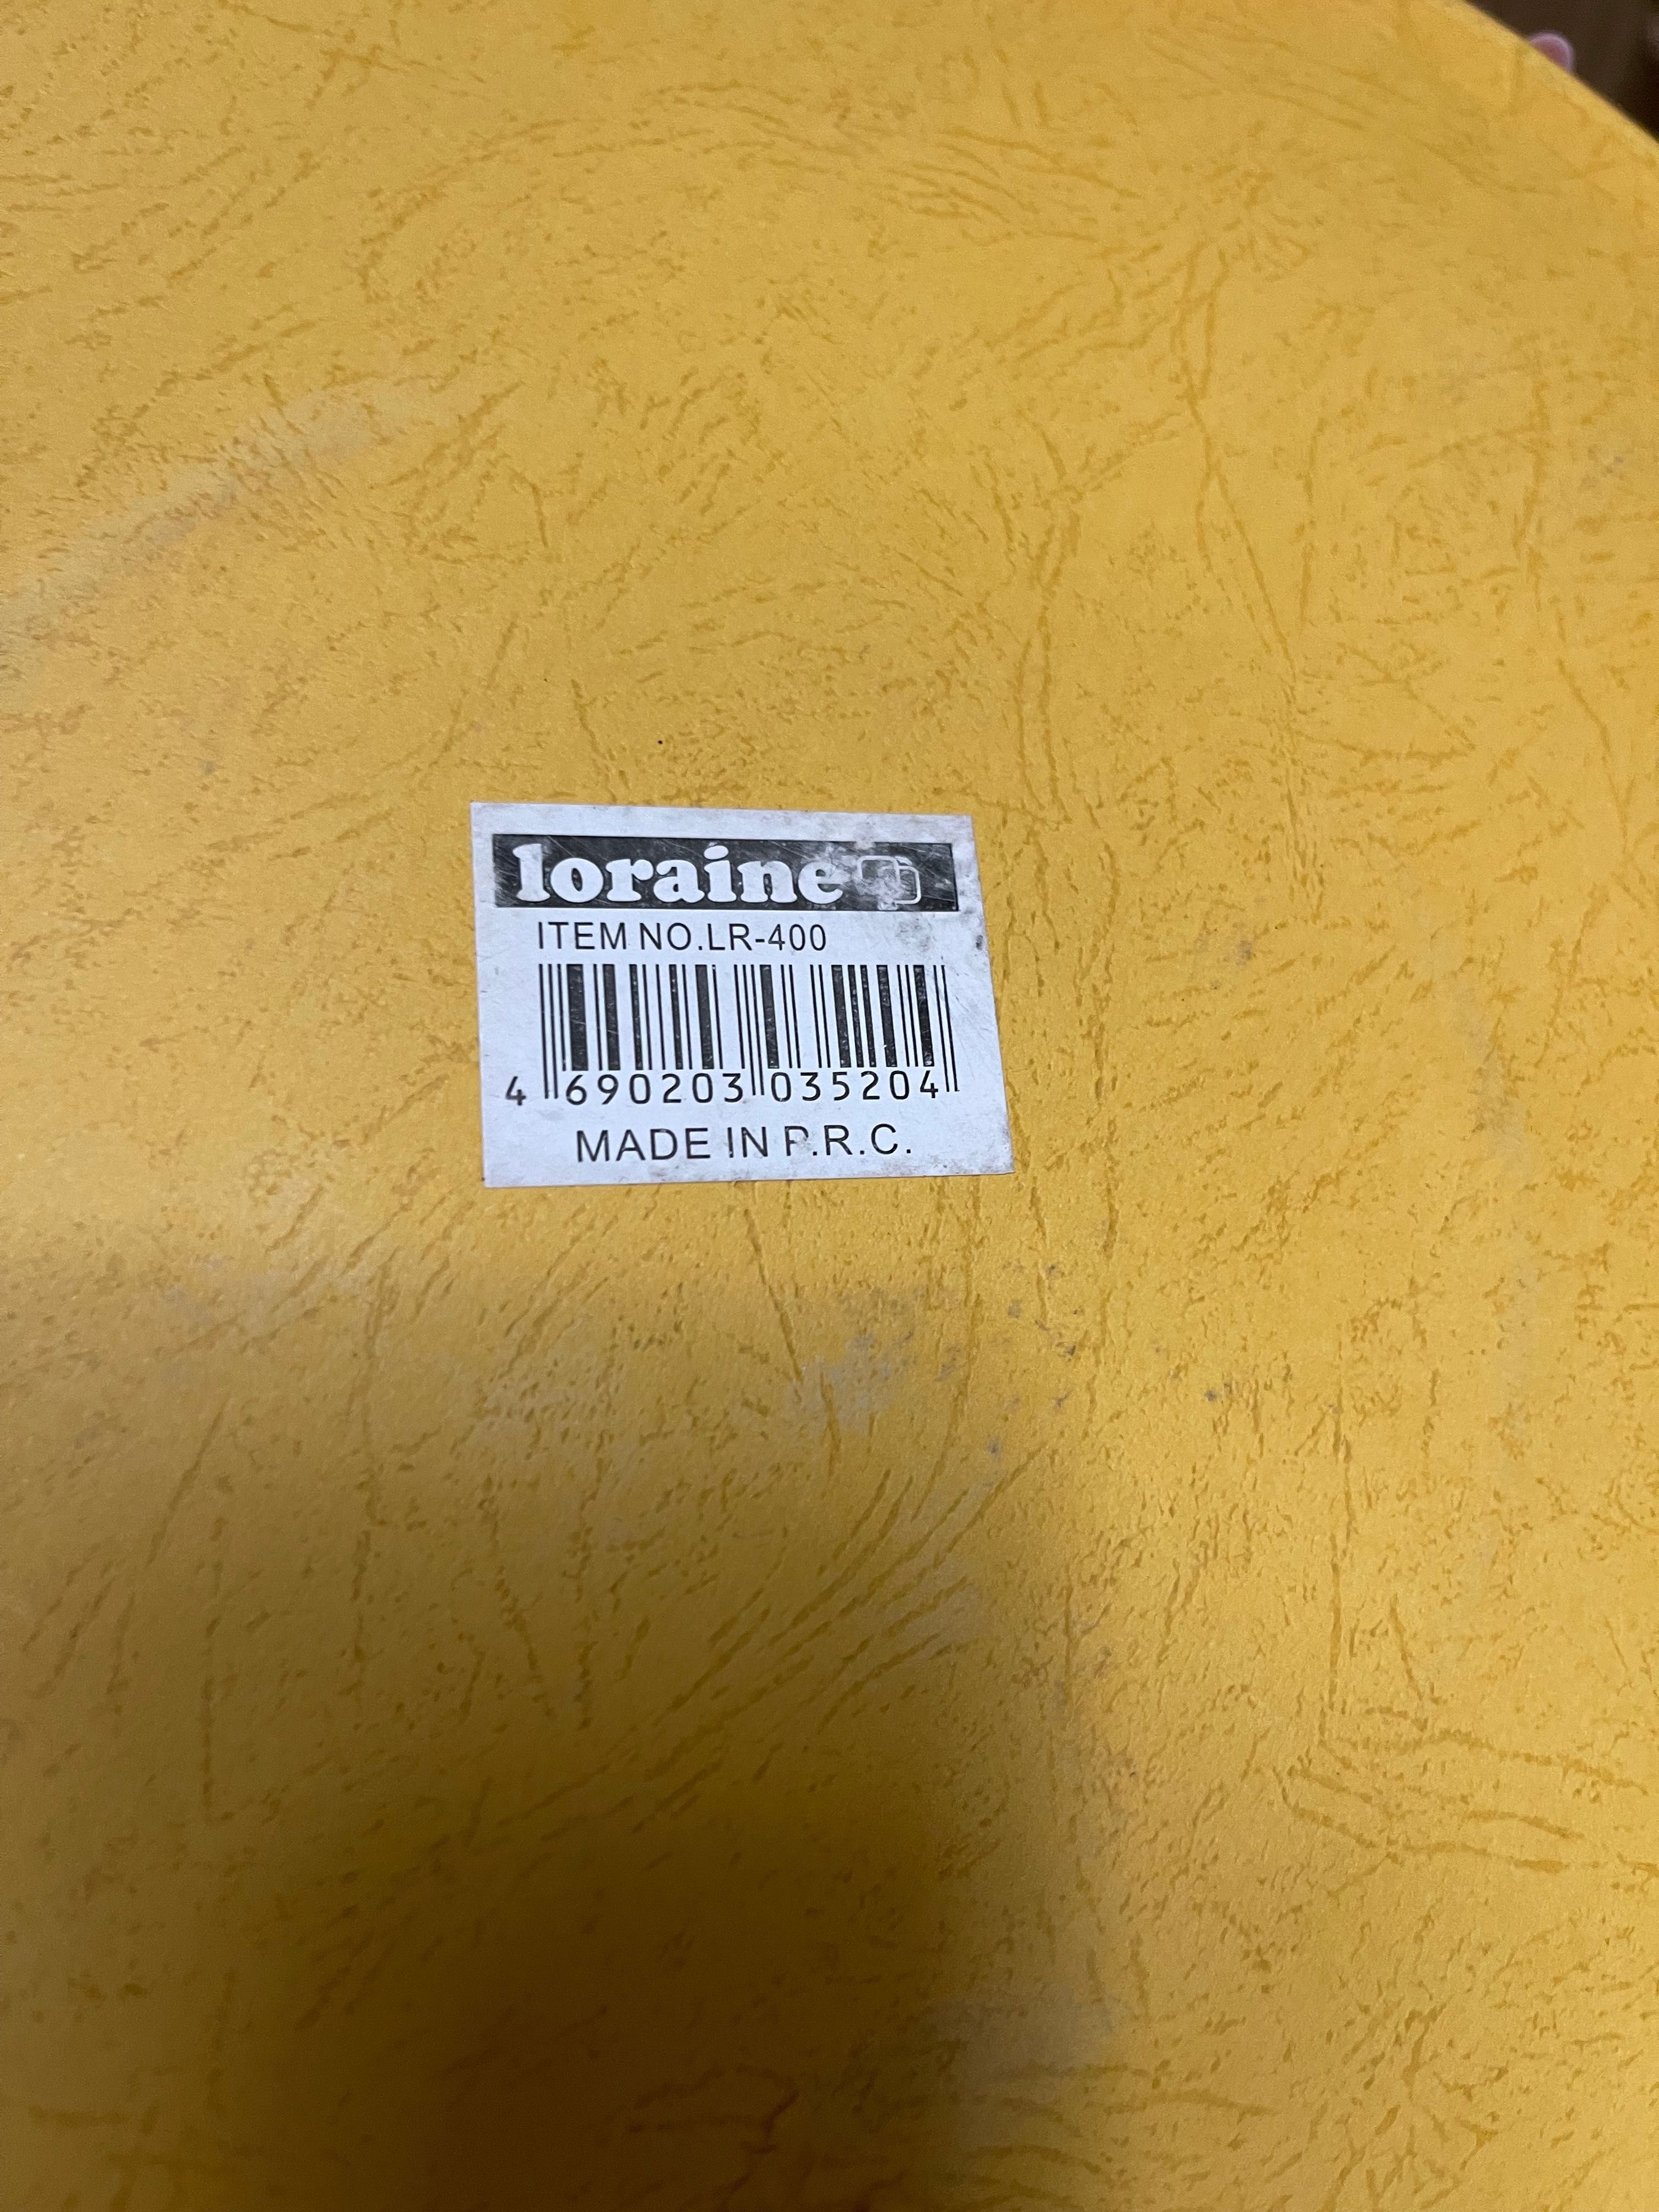 loraine
ITEM NO.LR-400
4 690203 035204
MADE IN P.R.C.